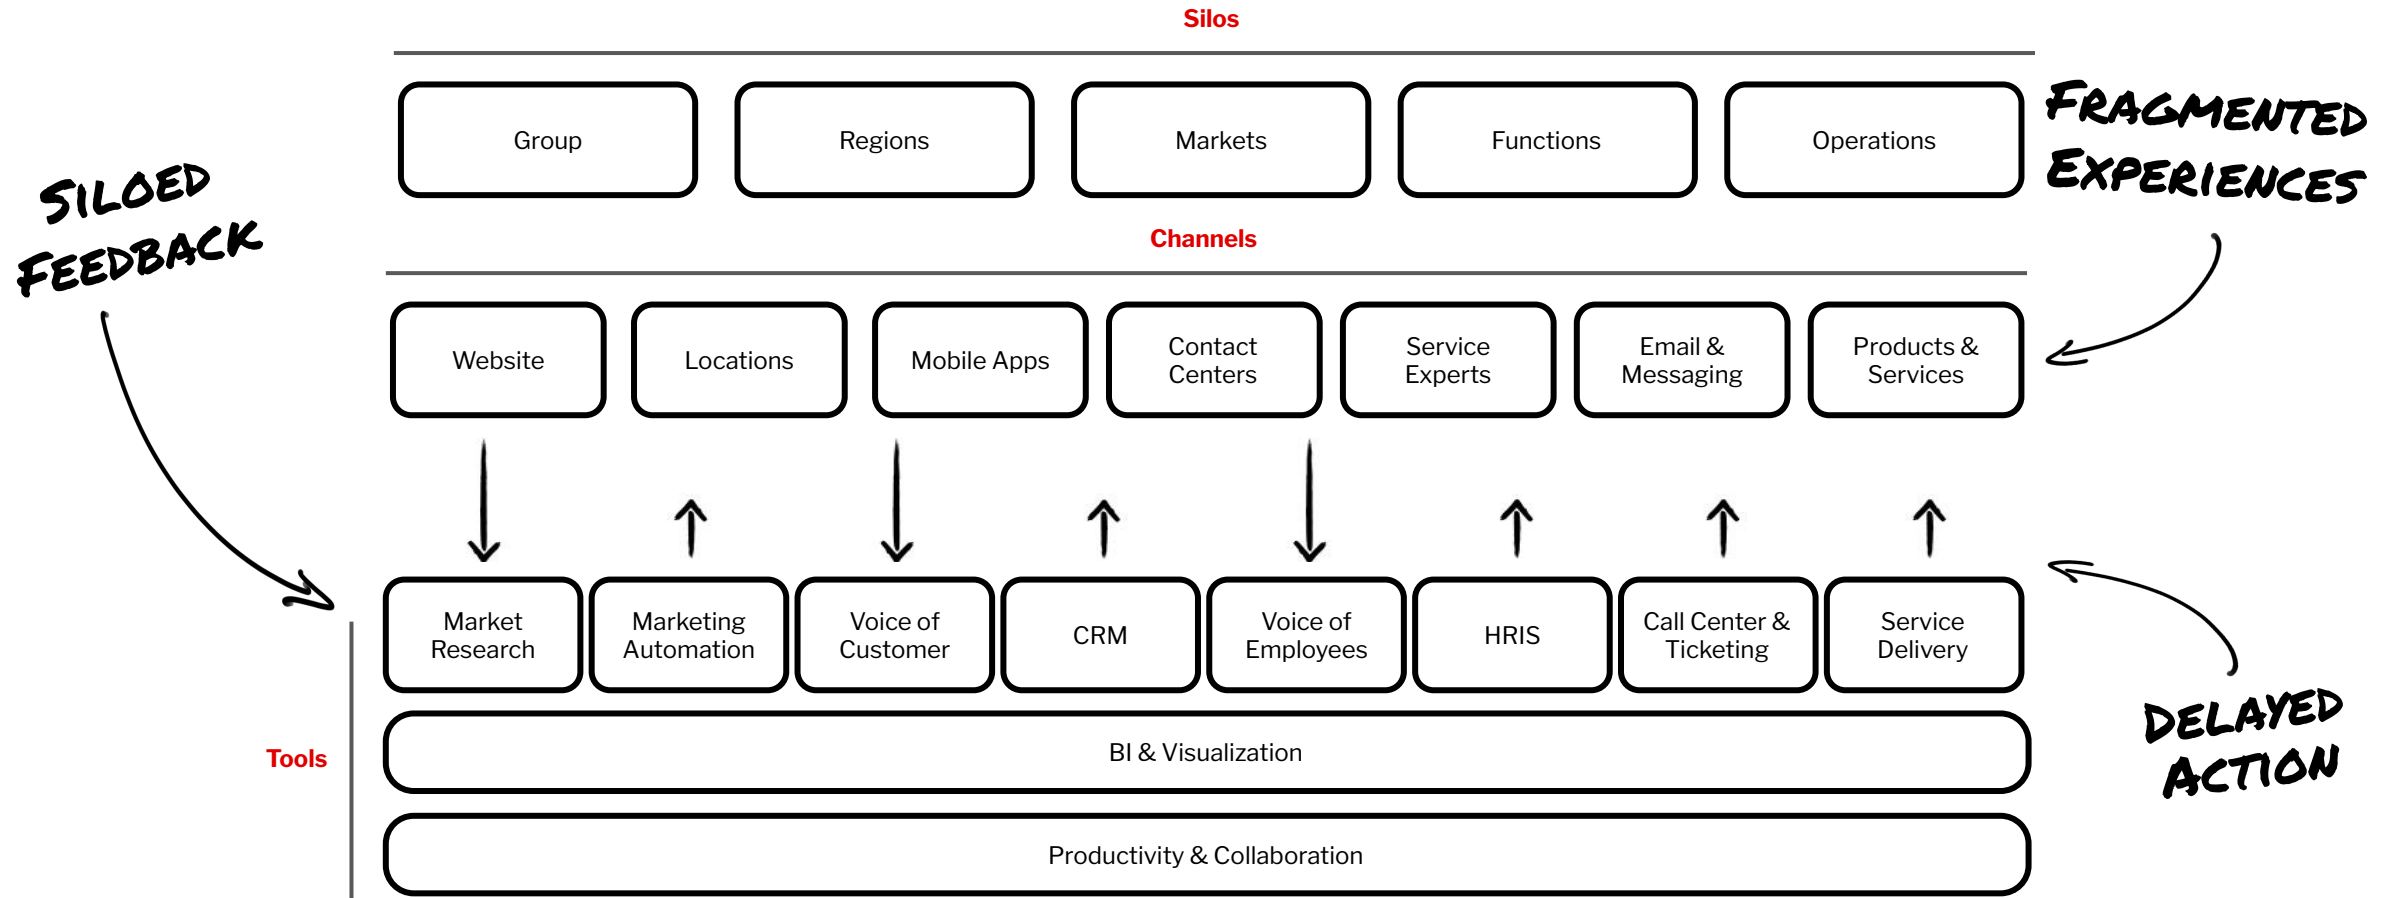 Silos
Group
Regions
Markets
Functions
Operations
FRAGMENTED
EXPERIENCES
SILOED
FEEDBACK
Channels
Website
Locations
Mobile Apps
Contact
Centers
Service
Experts
Email &
Messaging
Products &
Services
Market
Research
Marketing
Automation
Voice of
Customer
CRM
Voice of
Employees
HRIS
Call Center &
Ticketing
Service
Delivery
Tools
BI & Visualization
DELAYED
ACTION
Productivity & Collaboration